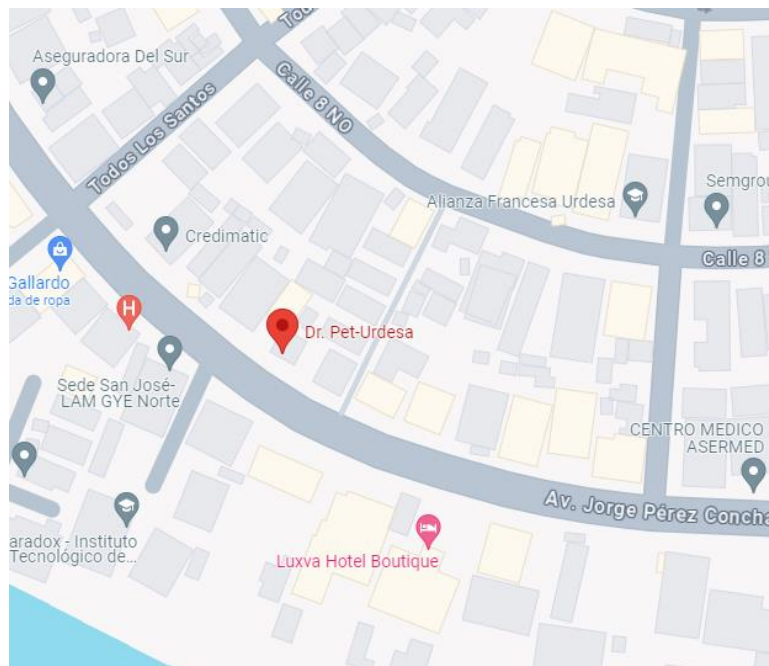 To
Aseguradora Del Sur
Calle 8 NO
Todos Los Santos
Alianza Francesa Urdesa
Semgrou
Credimatic
Calle 8
Gallardo
da de ropa
H
Dr. Pet-Urdesa
Sede San José-
LAM GYE Norte
CENTRO MEDICO
ASERMED
Av. Jorge Pérez Concha
aradox - Instituto
Tecnológico de...
Luxva Hotel Boutique